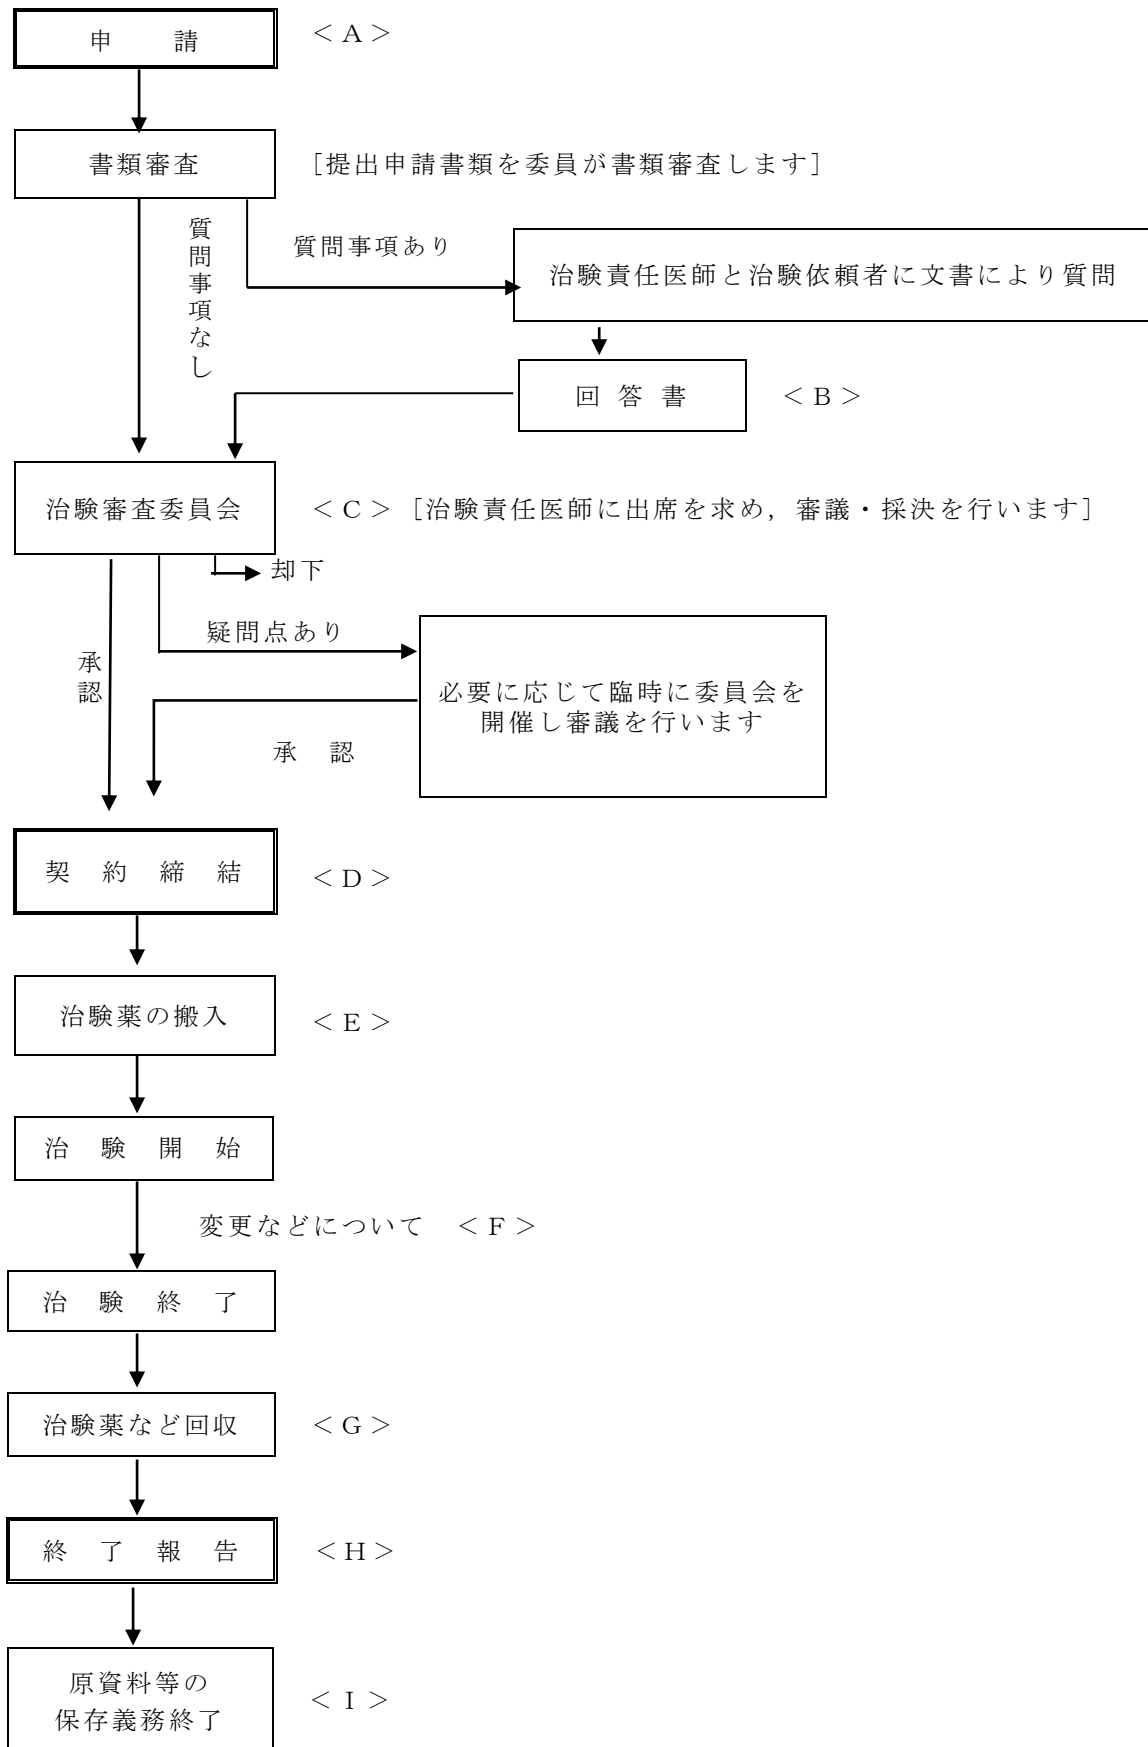 申　請
＜A＞
書類審査
［提出申請書類を委員が書類審査します］
質問事項なし
質問事項あり
治験責任医師と治験依頼者に文書により質問
回 答 書
＜B＞
治験審査委員会
＜C＞［治験責任医師に出席を求め，審議・採決を行います］
却下
疑問点あり
承認
必要に応じて臨時に委員会を
開催し審議を行います
承　認
契　約　締　結
＜D＞
治験薬の搬入
＜E＞
治　験　開　始
変更などについて　＜F＞
治　験　終　了
治験薬など回収
＜G＞
終　了　報　告
＜H＞
原資料等の
保存義務終了
＜I＞